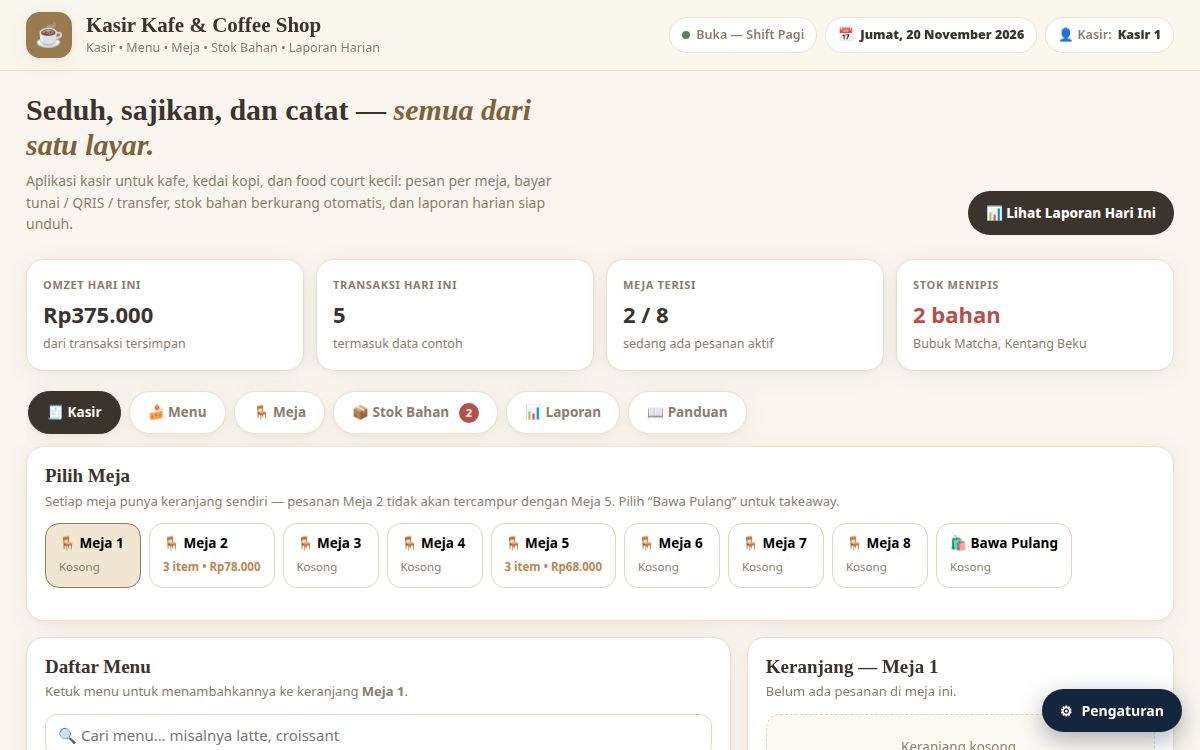 Kasir Kafe & Coffee Shop
Kasir • Menu • Meja • Stok Bahan • Laporan Harian
Buka — Shift Pagi
Jumat, 20 November 2026
Kasir: Kasir 1
Seduh, sajikan, dan catat — semua dari
satu layar.
Aplikasi kasir untuk kafe, kedai kopi, dan food court kecil: pesan per meja, bayar
tunai / QRIS / transfer, stok bahan berkurang otomatis, dan laporan harian siap
unduh.
Lihat Laporan Hari Ini
OMZET HARI INI
Rp375.000
dari transaksi tersimpan
TRANSAKSI HARI INI
5
termasuk data contoh
MEJA TERISI
2 / 8
sedang ada pesanan aktif
STOK MENIPIS
2 bahan
Bubuk Matcha, Kentang Beku
Kasir
Menu
Meja
Stok Bahan 2
Laporan
Panduan
Pilih Meja
Setiap meja punya keranjang sendiri — pesanan Meja 2 tidak akan tercampur dengan Meja 5. Pilih “Bawa Pulang” untuk takeaway.
Meja 1
Kosong
Meja 2
3 item • Rp78.000
Meja 3
Kosong
Meja 4
Kosong
Meja 5
3 item • Rp68.000
Meja 6
Kosong
Meja 7
Kosong
Meja 8
Kosong
Bawa Pulang
Kosong
Daftar Menu
Ketuk menu untuk menambahkannya ke keranjang Meja 1.
Cari menu... misalnya latte, croissant
Keranjang — Meja 1
Belum ada pesanan di meja ini.
Keranjang kosong
Pengaturan